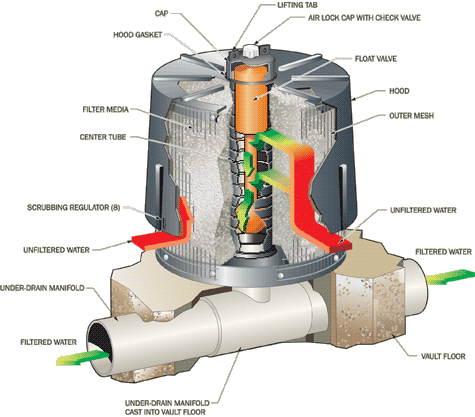 LIFTING TAB
CAP
AIR LOCK CAP WITH CHECK VALVE
HOOD GASKET
FLOAT VALVE
HOOD
FILTER MEDIA
OUTER MESH
CENTER TUBE
SCRUBBING REGULATOR (8)
UNFILTERED WATER
UNFILTERED WATER
FILTERED WATER
UNDER-DRAIN MANIFOLD
FILTERED WATER
VAULT FLOOR
UNDER-DRAIN MANIFOLD
CAST INTO VAULT FLOOR